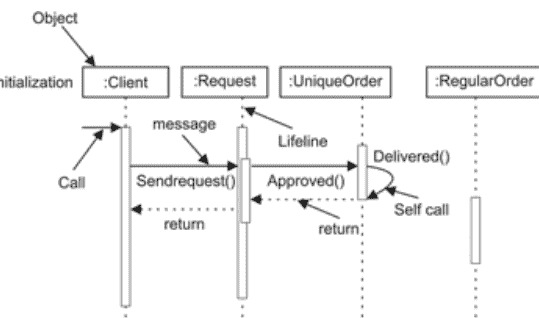 Object
nitialization
:Client
:Request
:UniqueOrder
:RegularOrder
message
Lifeline
Call
Sendrequest()
Approved()
Delivered()
Self call
return
return